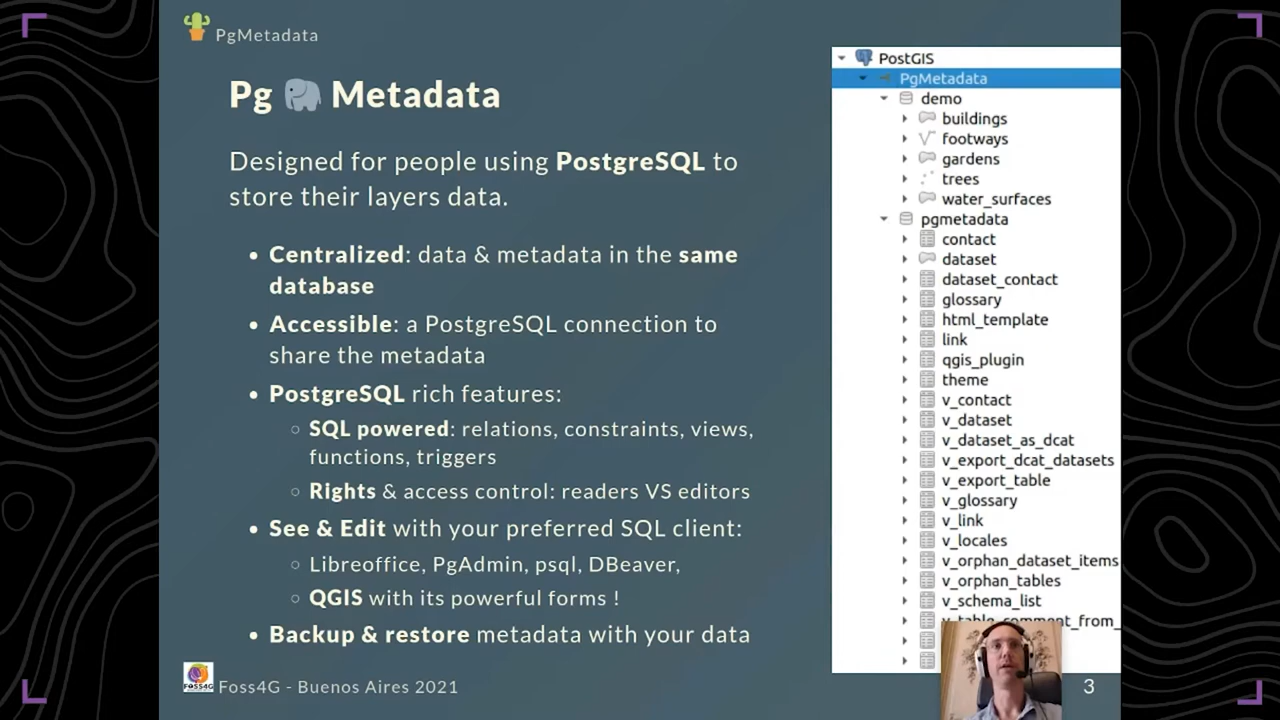 PgMetadata
Pg Metadata
Designed for people using PostgreSQL to
store their layers data.
Centralized: data & metadata in the same
database
Accessible: a PostgreSQL connection to
share the metadata
PostgreSQL rich features:
SQL powered: relations, constraints, views,
functions, triggers
Rights & access control: readers VS editors
See & Edit with your preferred SQL client:
Libreoffice, PgAdmin, psql, DBeaver,
QGIS with its powerful forms !
Backup & restore metadata with your data
PostGIS
PgMetadata
demo
buildings
footways
gardens
trees
water_surfaces
pgmetadata
contact
dataset
dataset_contact
glossary
html_template
link
qgis_plugin
theme
v_contact
v_dataset
v_dataset_as_dcat
v_export_dcat_datasets
v_export_table
v_glossary
v_link
v_locales
v_orphan_dataset_items
v_orphan_tables
v_schema_list
v_table_comment_from_
FOSS4G
Foss4G - Buenos Aires 2021
3